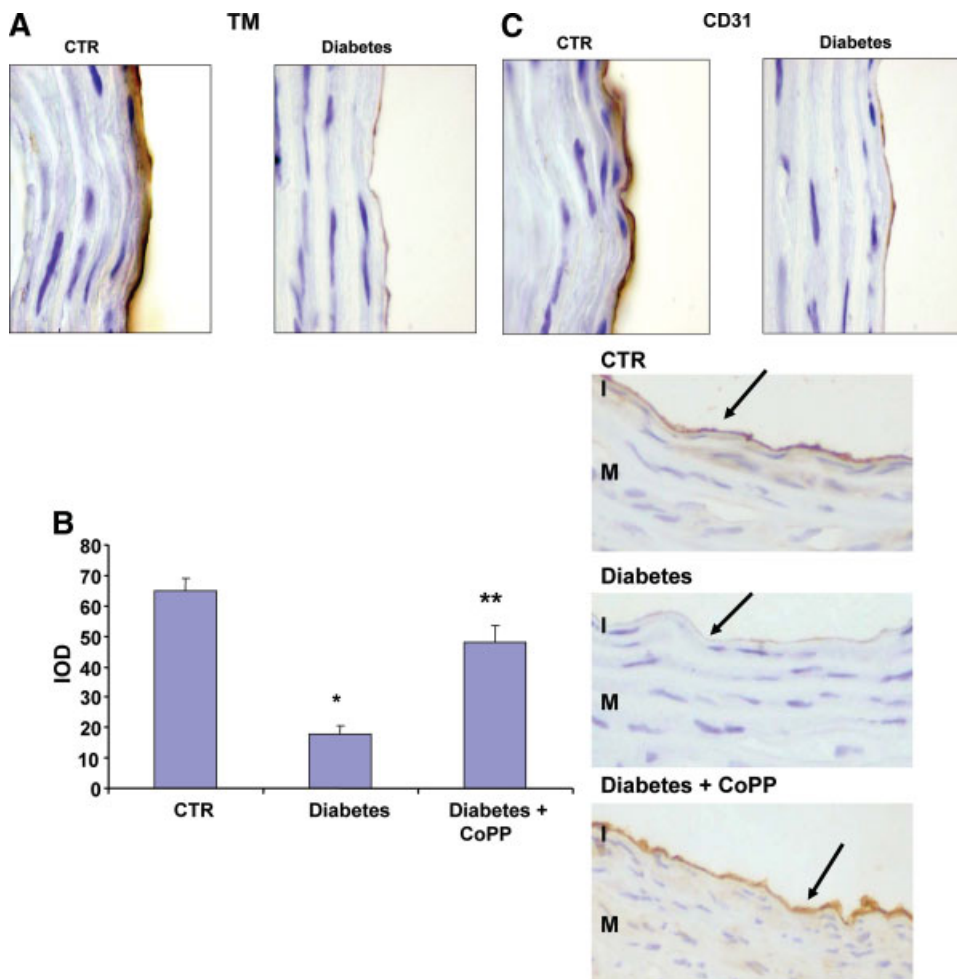 A
TM
CTR
Diabetes
C
CD31
CTR
Diabetes
CTR
I
M
Diabetes
I
M
Diabetes + CoPP
I
M
B
80
70
60
50
40
30
20
10
0
IOD
*
**
CTR
Diabetes
Diabetes +
CoPP